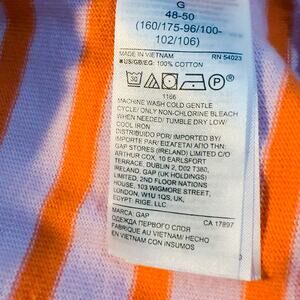 G
48-50
(160/175-96/100-
102/106)
MADE IN VIETNAM RN 54023
■US/GB/EG: 100% COTTON
30 P
1166
MACHINE WASH COLD GENTLE
CYCLE/ ONLY NON-CHLORINE BLEACH
WHEN NEEDED/ TUMBLE DRY LOW/
COOL IRON
DISTRIBUIDO POR/ IMPORTED BY/
IMPORTE PAR/ ΕΙΣΑΓΕΤΑΙ ΑΠΟ ΤΗΝ:
GAP STORES (IRELAND) LIMITED C/O
ARTHUR COX, 10 EARLSFORT
TERRACE, DUBLIN 2, D02 T380,
IRELAND, GAP (UK HOLDINGS)
LIMITED, 2ND FLOOR NATIONS
HOUSE, 103 WIGMORE STREET,
LONDON, W1U 1QS, UK,
EGYPT: RIGE, LLC
MARCA: GAP CA 17897
ОДЕЖДА ПЕРВОГО СЛОЯ
FABRIQUE AU VIETNAM/ HECHO
EN VIETNAM CON INSUMOS